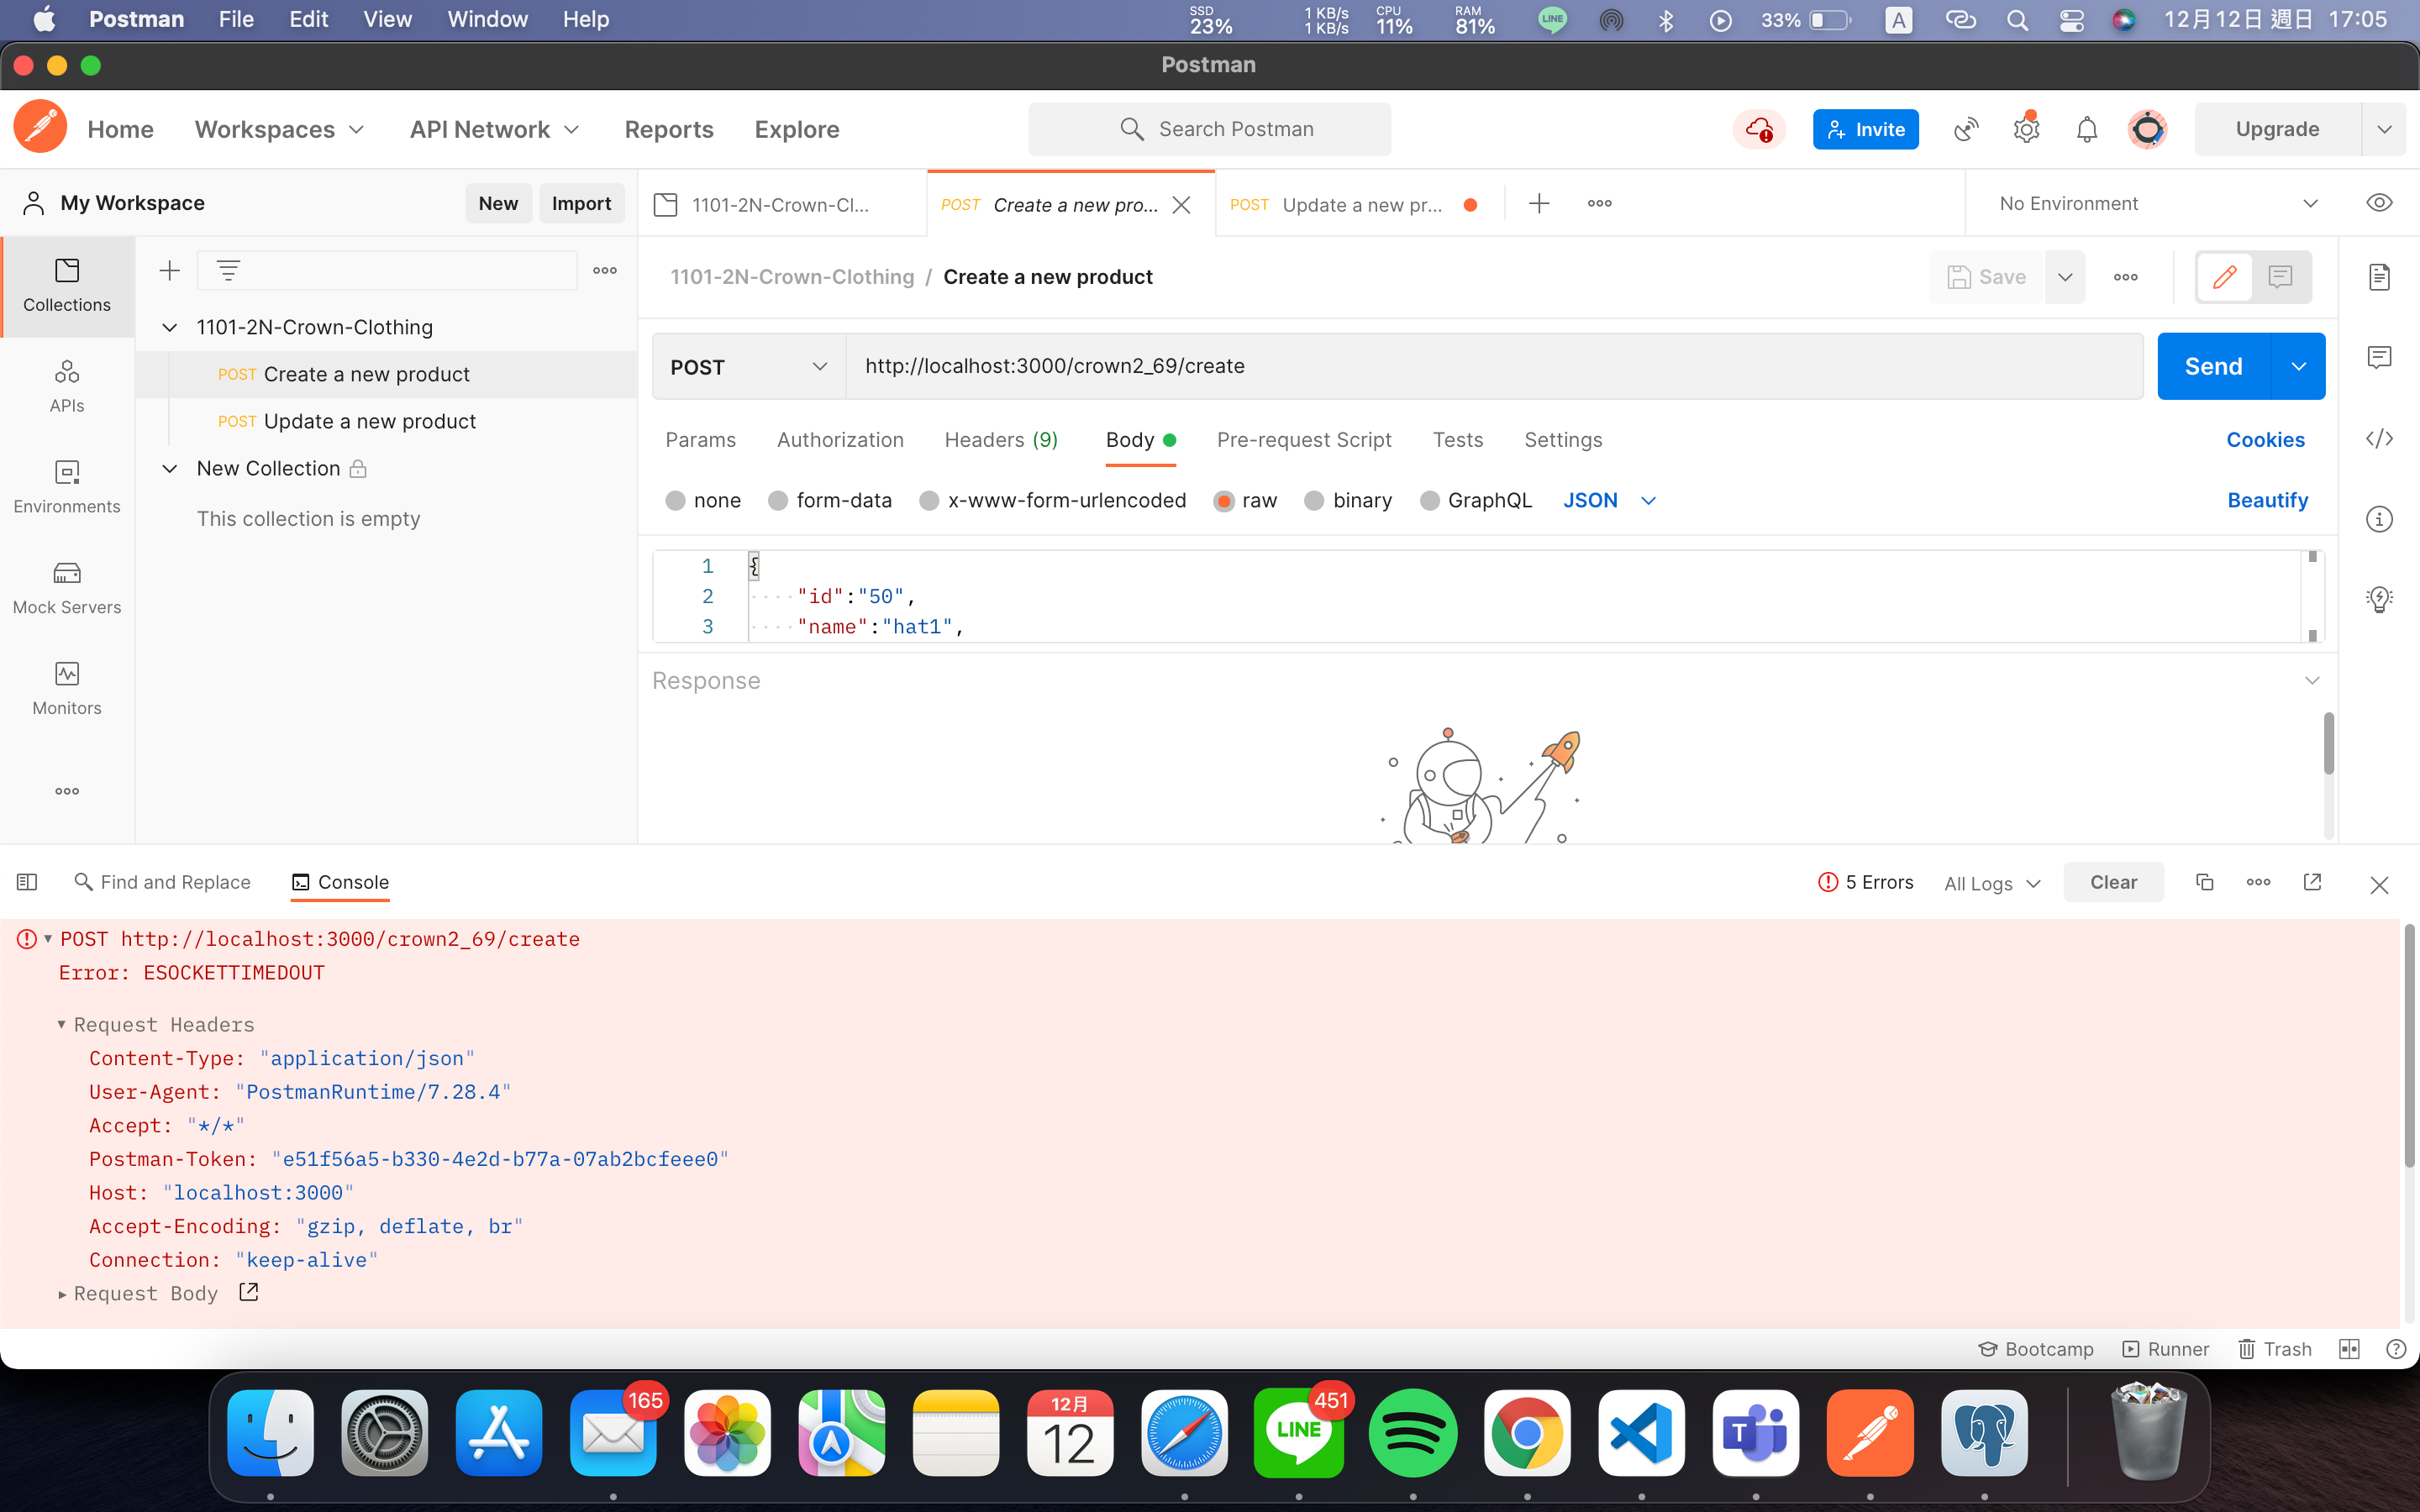 Postman File Edit View Window Help SSD 23% 1 KB/s 1 KB/s CPU 11% RAM 81% LINE 33% A 12月12日 週日 17:05
Postman
Home Workspaces API Network Reports Explore Search Postman Invite Upgrade
My Workspace New Import 1101-2N-Crown-Cl... POST Create a new pro... POST Update a new pr... No Environment
Collections
APIs
Environments
Mock Servers
Monitors
1101-2N-Crown-Clothing
POST Create a new product
POST Update a new product
New Collection
This collection is empty
1101-2N-Crown-Clothing / Create a new product Save
POST http://localhost:3000/crown2_69/create Send
Params Authorization Headers (9) Body Pre-request Script Tests Settings Cookies
none form-data x-www-form-urlencoded raw binary GraphQL JSON Beautify
1 {
2 "id":"50",
3 "name":"hat1",
Response
Find and Replace Console 5 Errors All Logs Clear
POST http://localhost:3000/crown2_69/create
Error: ESOCKETTIMEDOUT
Request Headers
Content-Type: "application/json"
User-Agent: "PostmanRuntime/7.28.4"
Accept: "*/*"
Postman-Token: "e51f56a5-b330-4e2d-b77a-07ab2bcfeee0"
Host: "localhost:3000"
Accept-Encoding: "gzip, deflate, br"
Connection: "keep-alive"
Request Body
Bootcamp Runner Trash
165 12月 12 LINE 451 T